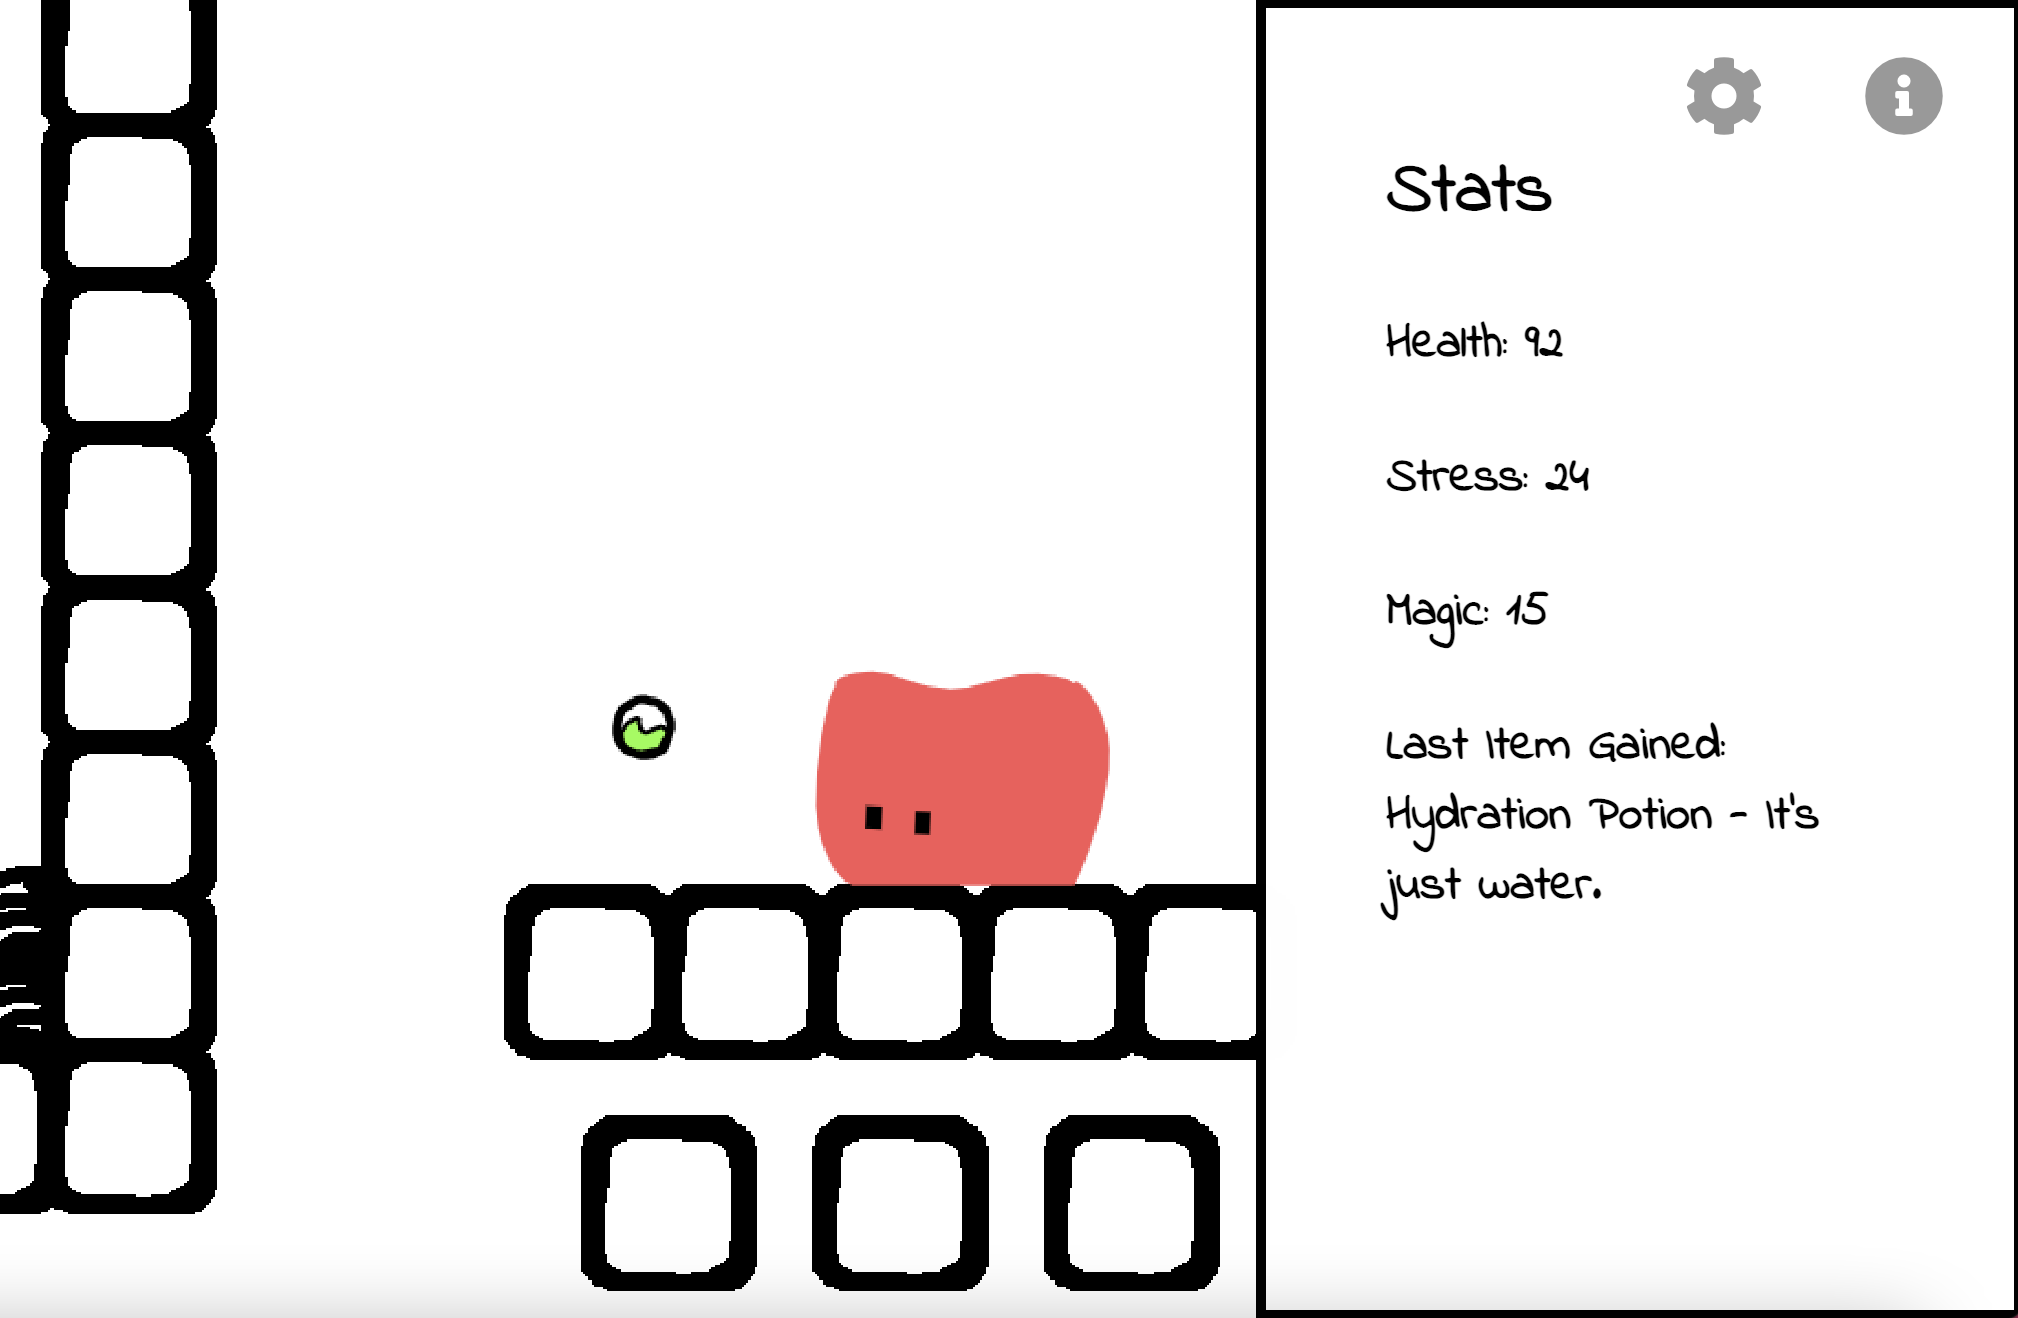 Stats
Health: 92
Stress: 24
Magic: 15
Last Item Gained:
Hydration Potion - It's
just water.